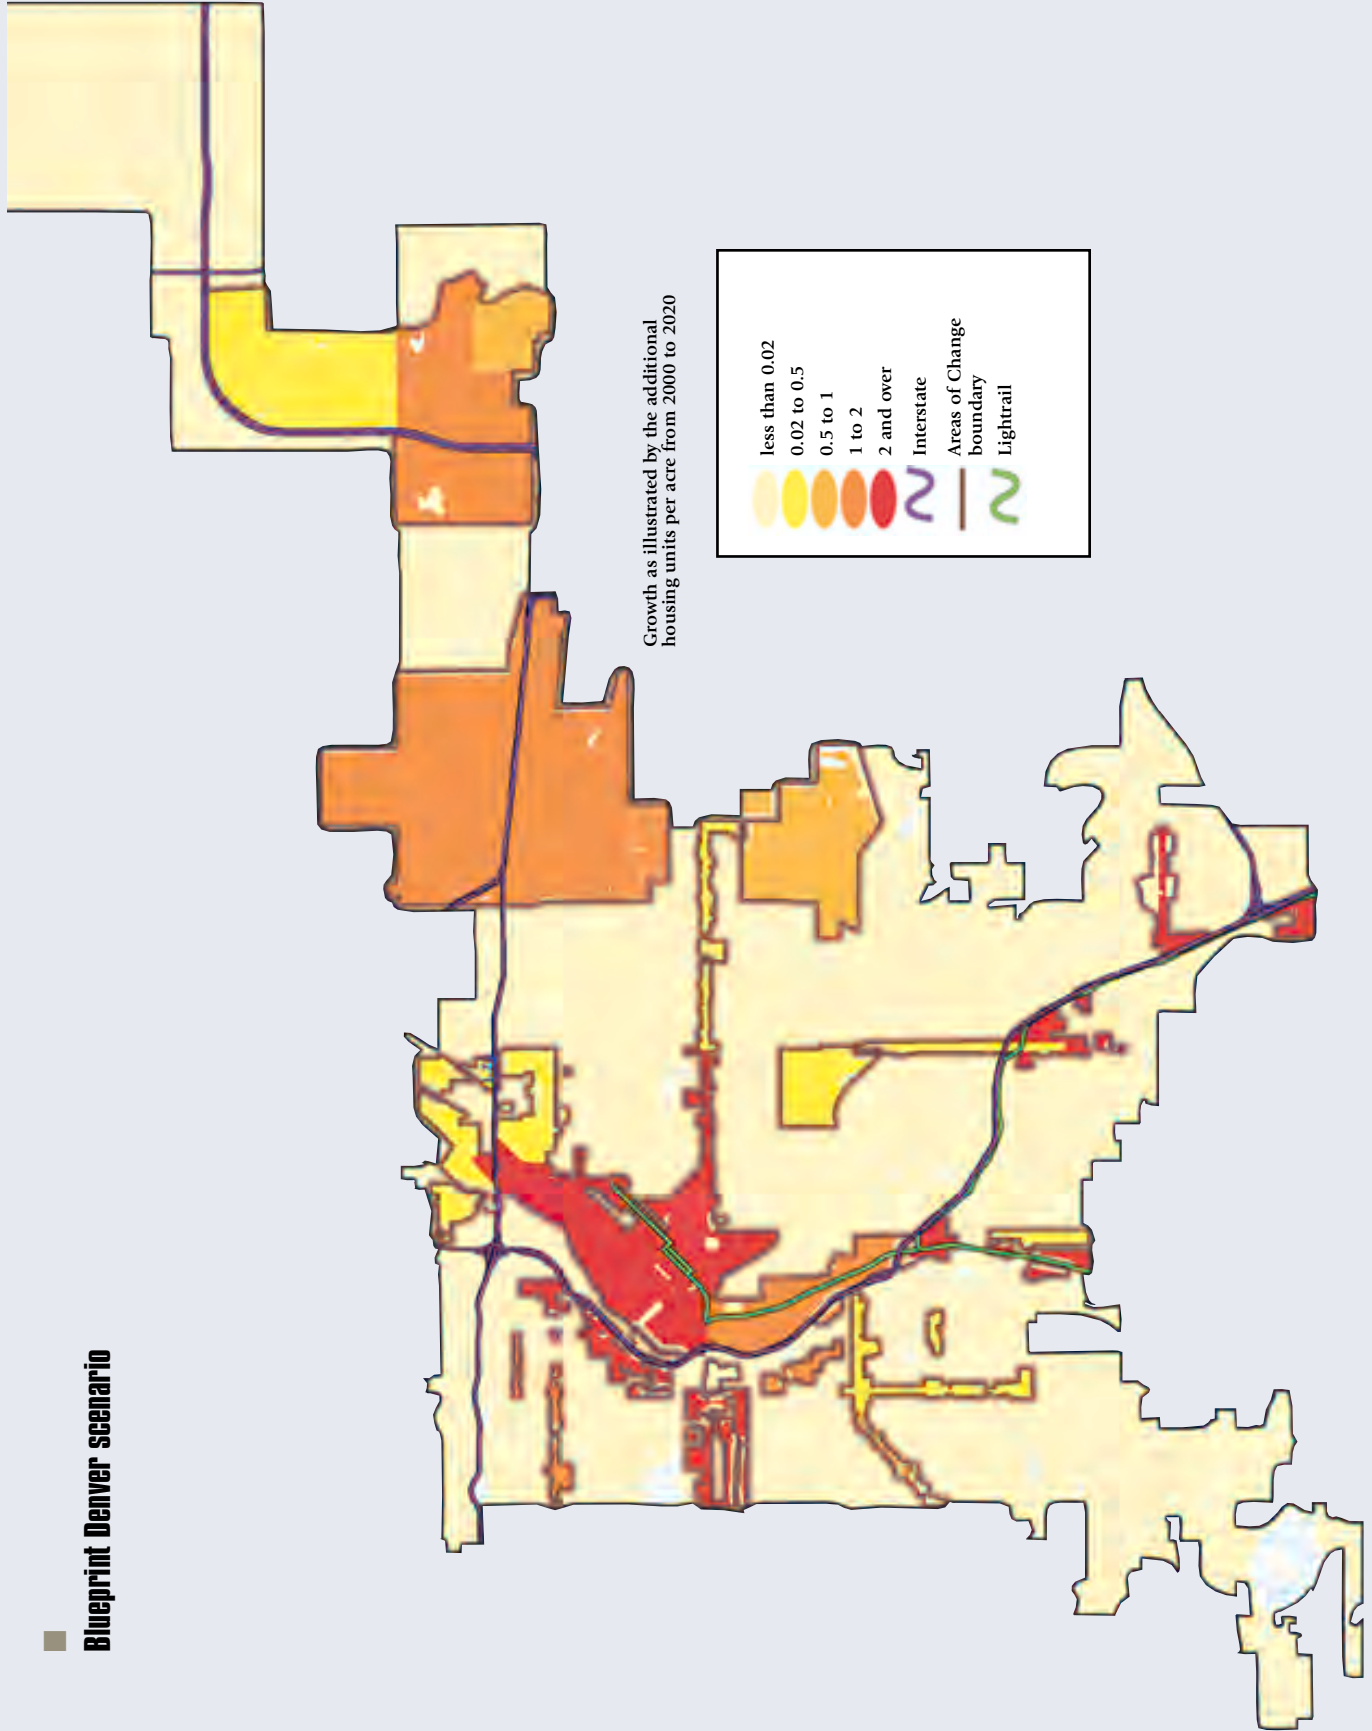 Blueprint Denver scenario
Growth as illustrated by the additional
housing units per acre from 2000 to 2020
less than 0.02
0.02 to 0.5
0.5 to 1
1 to 2
2 and over
Interstate
Areas of Change
boundary
Lightrail